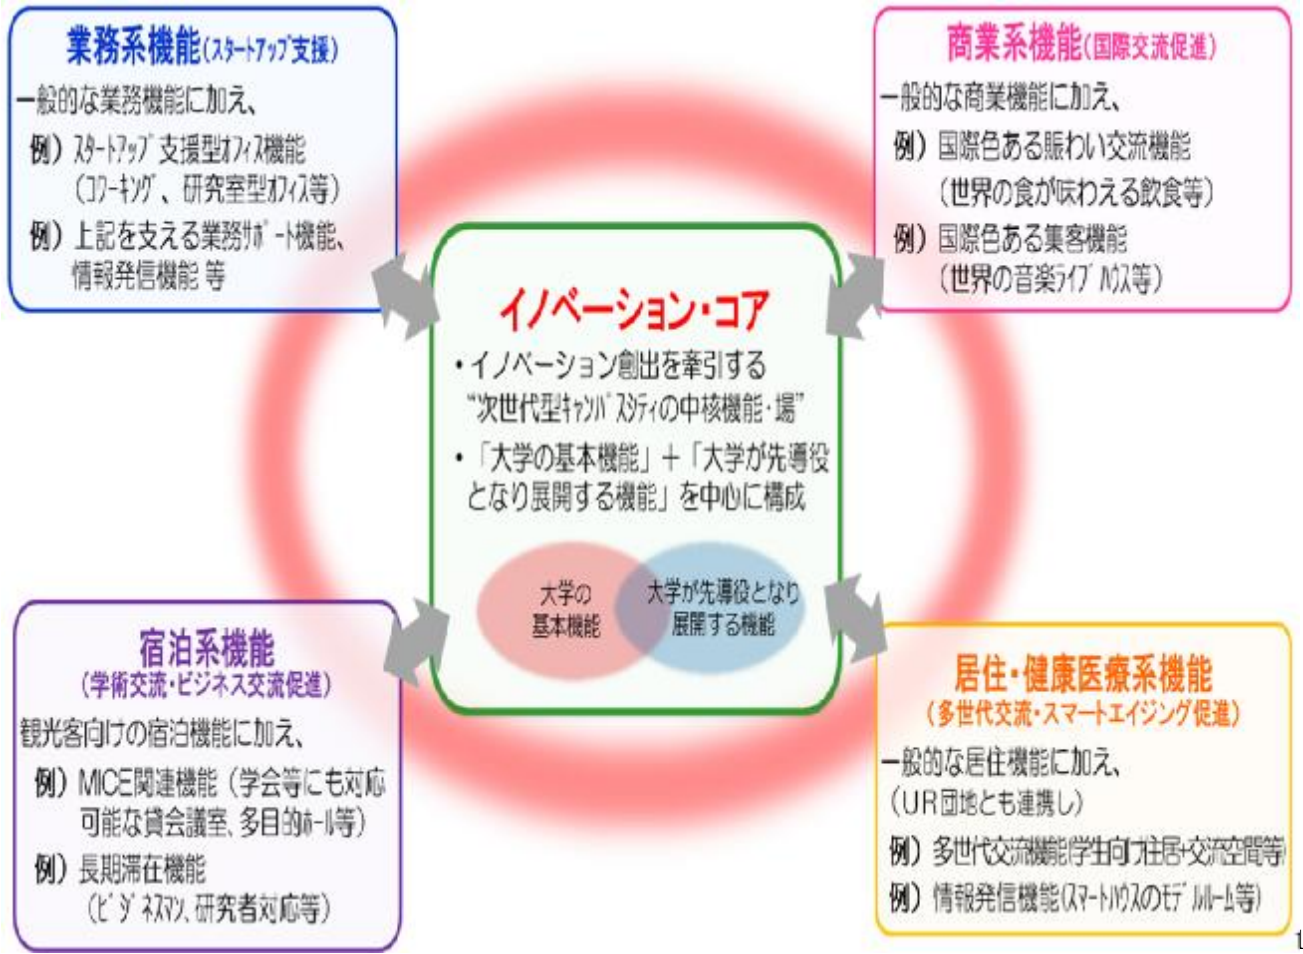 業務系機能(スタートアップ支援)
一般的な業務機能に加え、
例）ｽﾀｰﾄｱｯﾌﾟ支援型ｵﾌｨｽ機能
（ｺﾜｰｷﾝｸﾞ、研究室型ｵﾌｨｽ等）
例）上記を支える業務ｻﾎﾟｰﾄ機能、
情報発信機能 等
商業系機能(国際交流促進)
一般的な商業機能に加え、
例）国際色ある賑わい交流機能
（世界の食が味わえる飲食等）
例）国際色ある集客機能
（世界の音楽ﾗｲﾌﾞﾊｳｽ等）
イノベーション・コア
・イノベーション創出を牽引する
“次世代型ｷｬﾝﾊﾟｽｼﾃｨの中核機能・場”
・「大学の基本機能」＋「大学が先導役
となり展開する機能」を中心に構成
大学の
基本機能
大学が先導役となり
展開する機能
宿泊系機能
(学術交流・ビジネス交流促進)
観光客向けの宿泊機能に加え、
例）MICE関連機能（学会等にも対応
可能な貸会議室、多目的ﾎｰﾙ等）
例）長期滞在機能
（ﾋﾞｼﾞﾈｽﾏﾝ、研究者対応等）
居住・健康医療系機能
(多世代交流・スマートエイジング促進)
一般的な居住機能に加え、
（UR団地とも連携し）
例）多世代交流機能(学生向け住居+交流空間等)
例）情報発信機能(ｽﾏｰﾄﾊｳｽのﾓﾃﾞﾙﾙｰﾑ等)